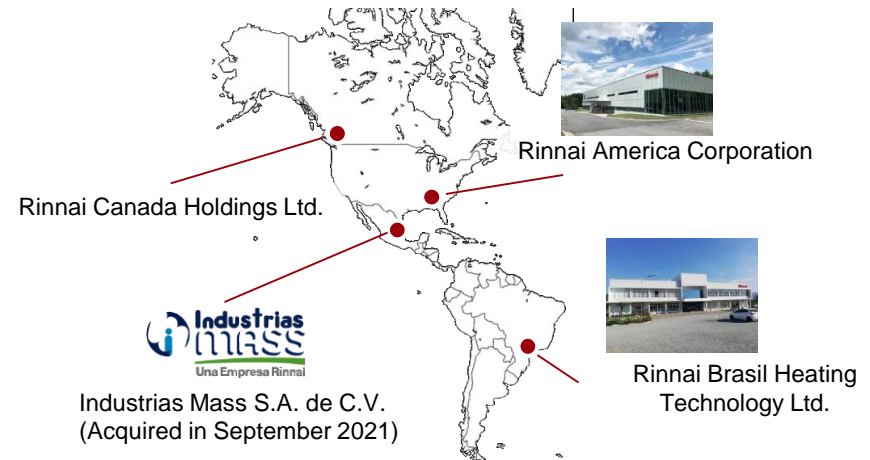 Rinnai America Corporation
Rinnai Canada Holdings Ltd.
Industrias
MASS
Una Empresa Rinnai
Industrias Mass S.A. de C.V.
(Acquired in September 2021)
Rinnai Brasil Heating
Technology Ltd.